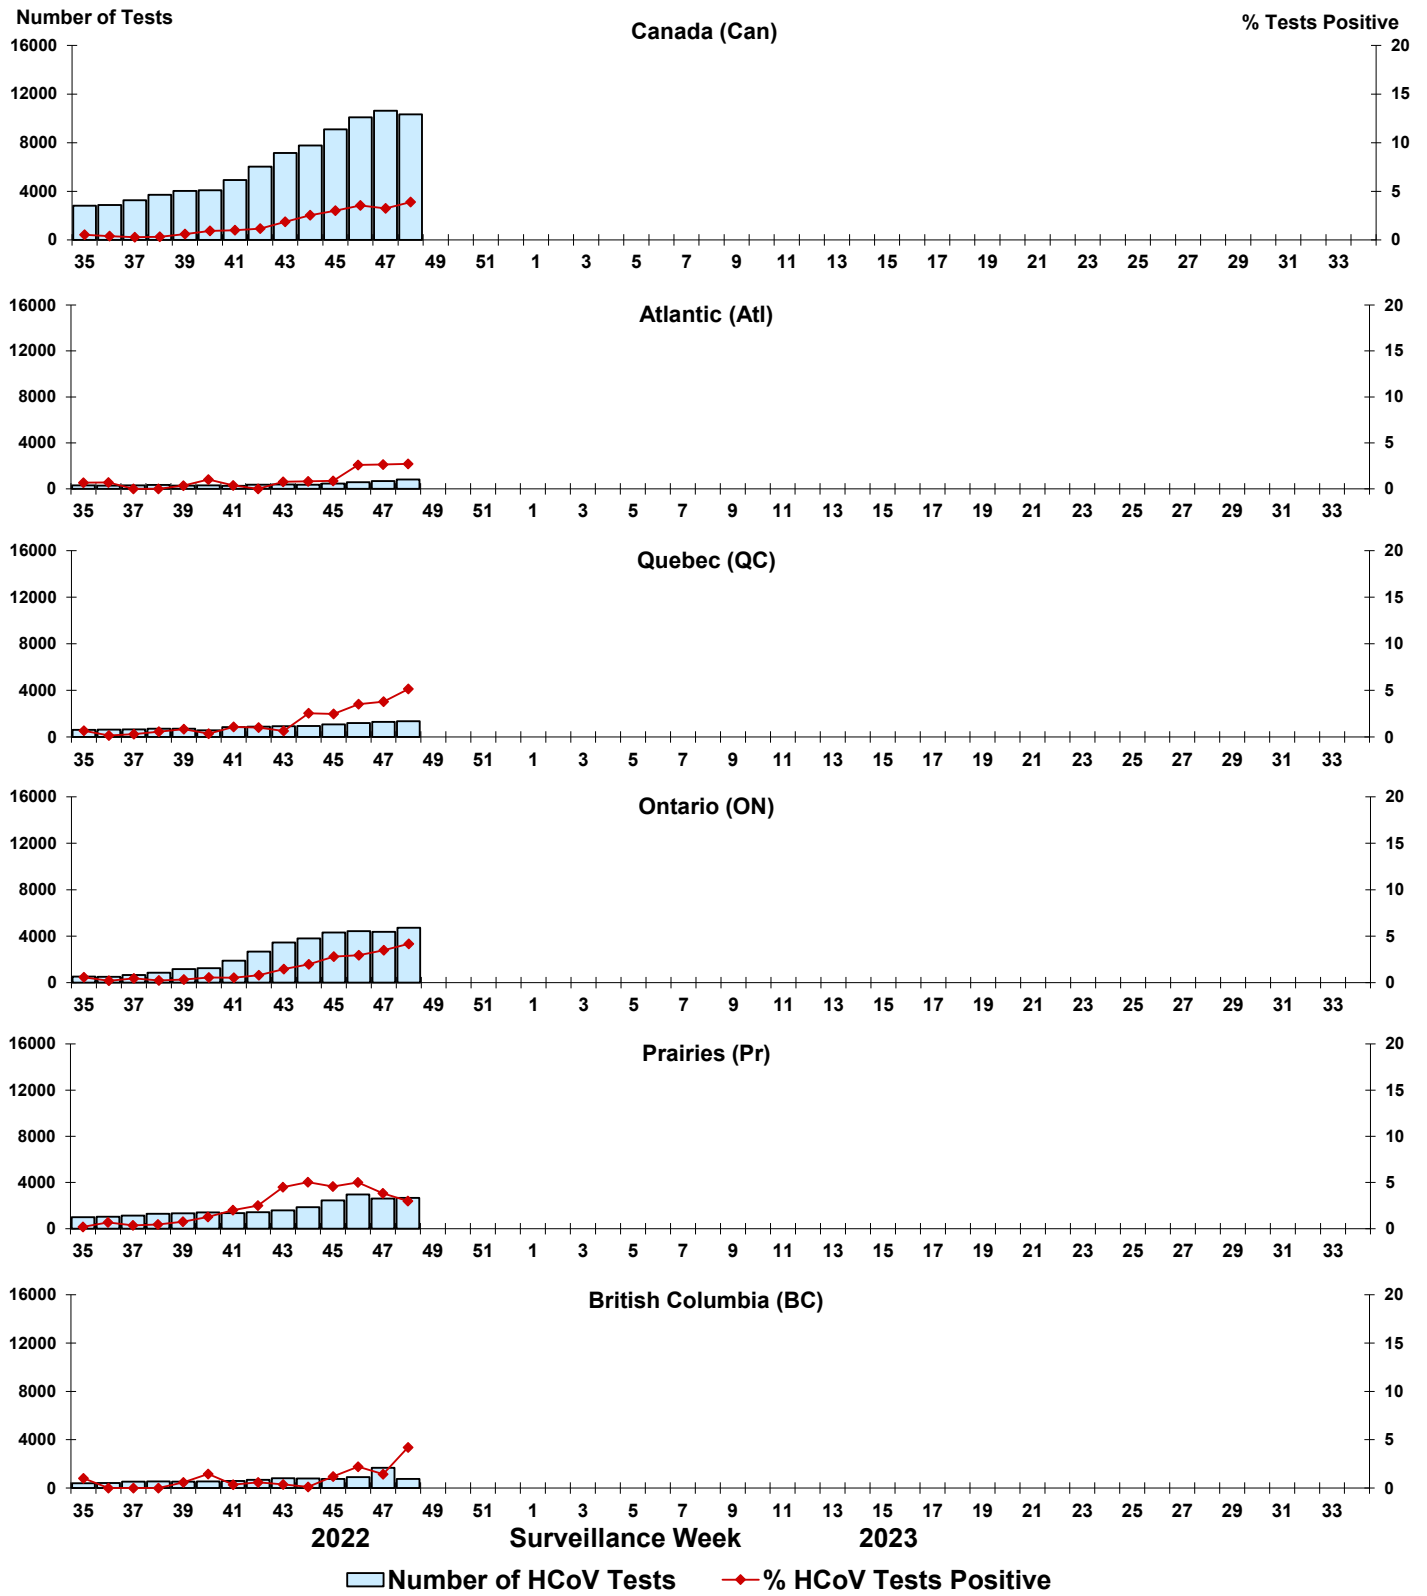 Number of Tests
% Tests Positive
Canada (Can)
16000 20
12000 15
8000 10
4000 5
0 0
35 37 39 41 43 45 47 49 51 1 3 5 7 9 11 13 15 17 19 21 23 25 27 29 31 33
Atlantic (Atl)
16000 20
12000 15
8000 10
4000 5
0 0
35 37 39 41 43 45 47 49 51 1 3 5 7 9 11 13 15 17 19 21 23 25 27 29 31 33
Quebec (QC)
16000 20
12000 15
8000 10
4000 5
0 0
35 37 39 41 43 45 47 49 51 1 3 5 7 9 11 13 15 17 19 21 23 25 27 29 31 33
Ontario (ON)
16000 20
12000 15
8000 10
4000 5
0 0
35 37 39 41 43 45 47 49 51 1 3 5 7 9 11 13 15 17 19 21 23 25 27 29 31 33
Prairies (Pr)
16000 20
12000 15
8000 10
4000 5
0 0
35 37 39 41 43 45 47 49 51 1 3 5 7 9 11 13 15 17 19 21 23 25 27 29 31 33
British Columbia (BC)
16000 20
12000 15
8000 10
4000 5
0 0
35 37 39 41 43 45 47 49 51 1 3 5 7 9 11 13 15 17 19 21 23 25 27 29 31 33
2022 Surveillance Week 2023
Number of HCoV Tests % HCoV Tests Positive